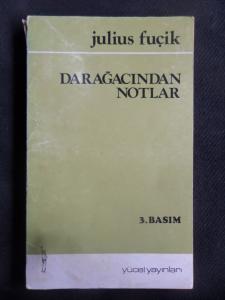 julius fuçik
DARAĞACINDAN
NOTLAR
3. BASIM
yücel yayınları